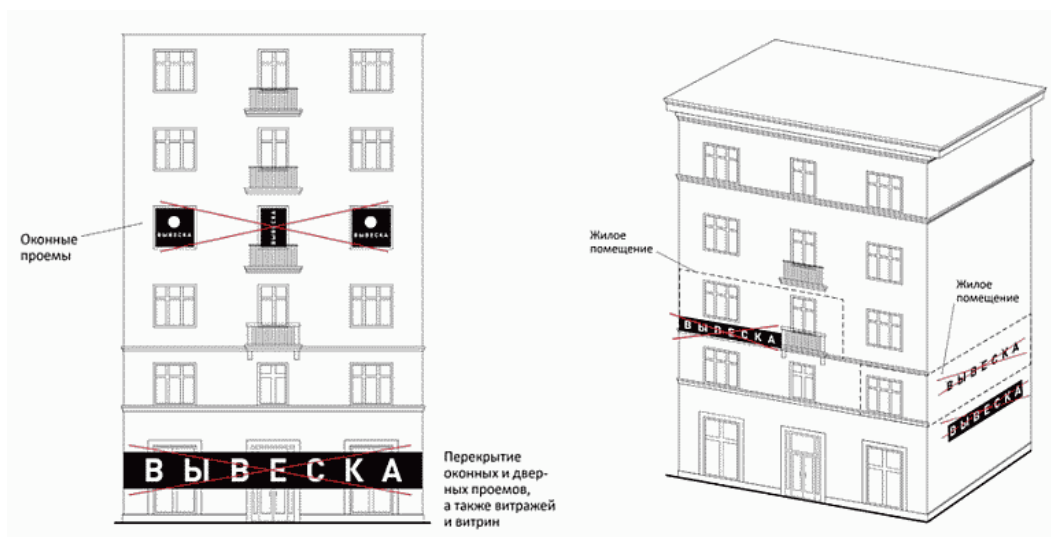 Оконные
проемы
ВЫВЕСКА
ВЫВЕСКА
ВЫВЕСКА
ВЫВЕСКА
Перекрытие
оконных и двер-
ных проемов,
а также витражей
и витрин
Жилое
помещение
ВЫВЕСКА
Жилое
помещение
ВЫВЕСКА
ВЫВЕСКА